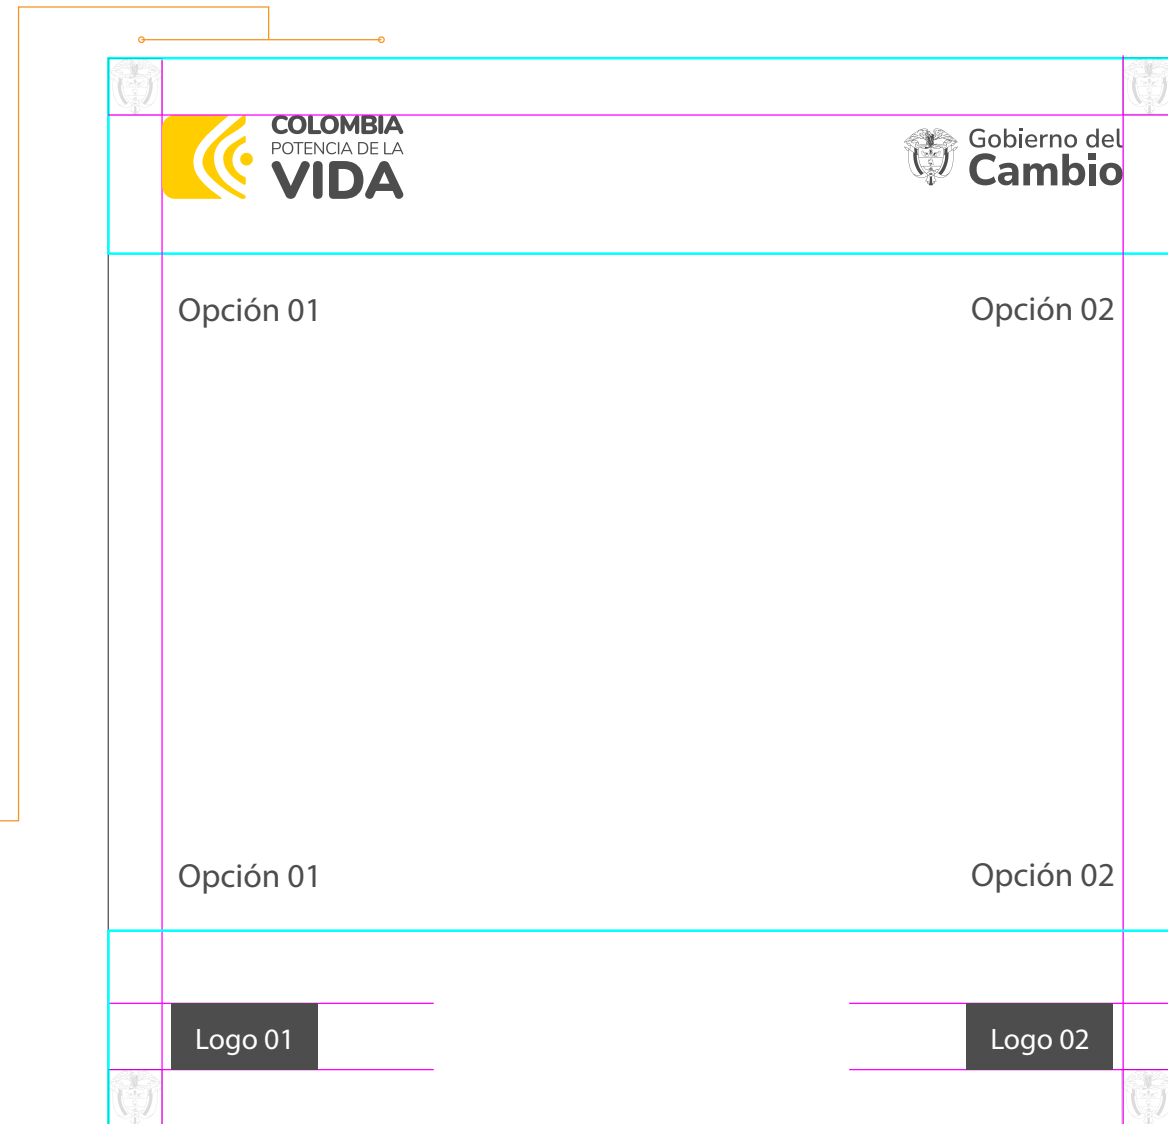 COLOMBIA
POTENCIA DE LA
VIDA
Gobierno del
Cambio
Opción 01
Opción 02
Opción 01
Opción 02
Logo 01
Logo 02